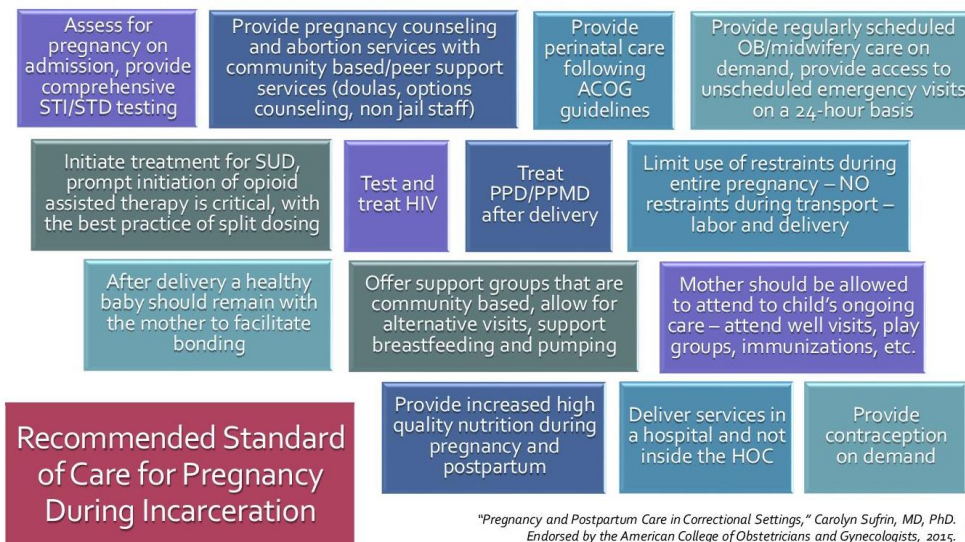 Assess for
pregnancy on
admission, provide
comprehensive
STI/STD testing
Provide pregnancy counseling
and abortion services with
community based/peer support
services (doulas, options
counseling, non jail staff)
Provide
perinatal care
following
ACOG
guidelines
Provide regularly scheduled
OB/midwifery care on
demand, provide access to
unscheduled emergency visits
on a 24-hour basis
Initiate treatment for SUD,
prompt initiation of opioid
assisted therapy is critical, with
the best practice of split dosing
Test and
treat HIV
Treat
PPD/PPMD
after delivery
Limit use of restraints during
entire pregnancy – NO
restraints during transport –
labor and delivery
After delivery a healthy
baby should remain with
the mother to facilitate
bonding
Offer support groups that are
community based, allow for
alternative visits, support
breastfeeding and pumping
Mother should be allowed
to attend to child's ongoing
care – attend well visits, play
groups, immunizations, etc.
Provide increased high
quality nutrition during
pregnancy and
postpartum
Deliver services in
a hospital and not
inside the HOC
Provide
contraception
on demand
Recommended Standard
of Care for Pregnancy
During Incarceration
"Pregnancy and Postpartum Care in Correctional Settings," Carolyn Sufrin, MD, PhD.
Endorsed by the American College of Obstetricians and Gynecologists, 2015.